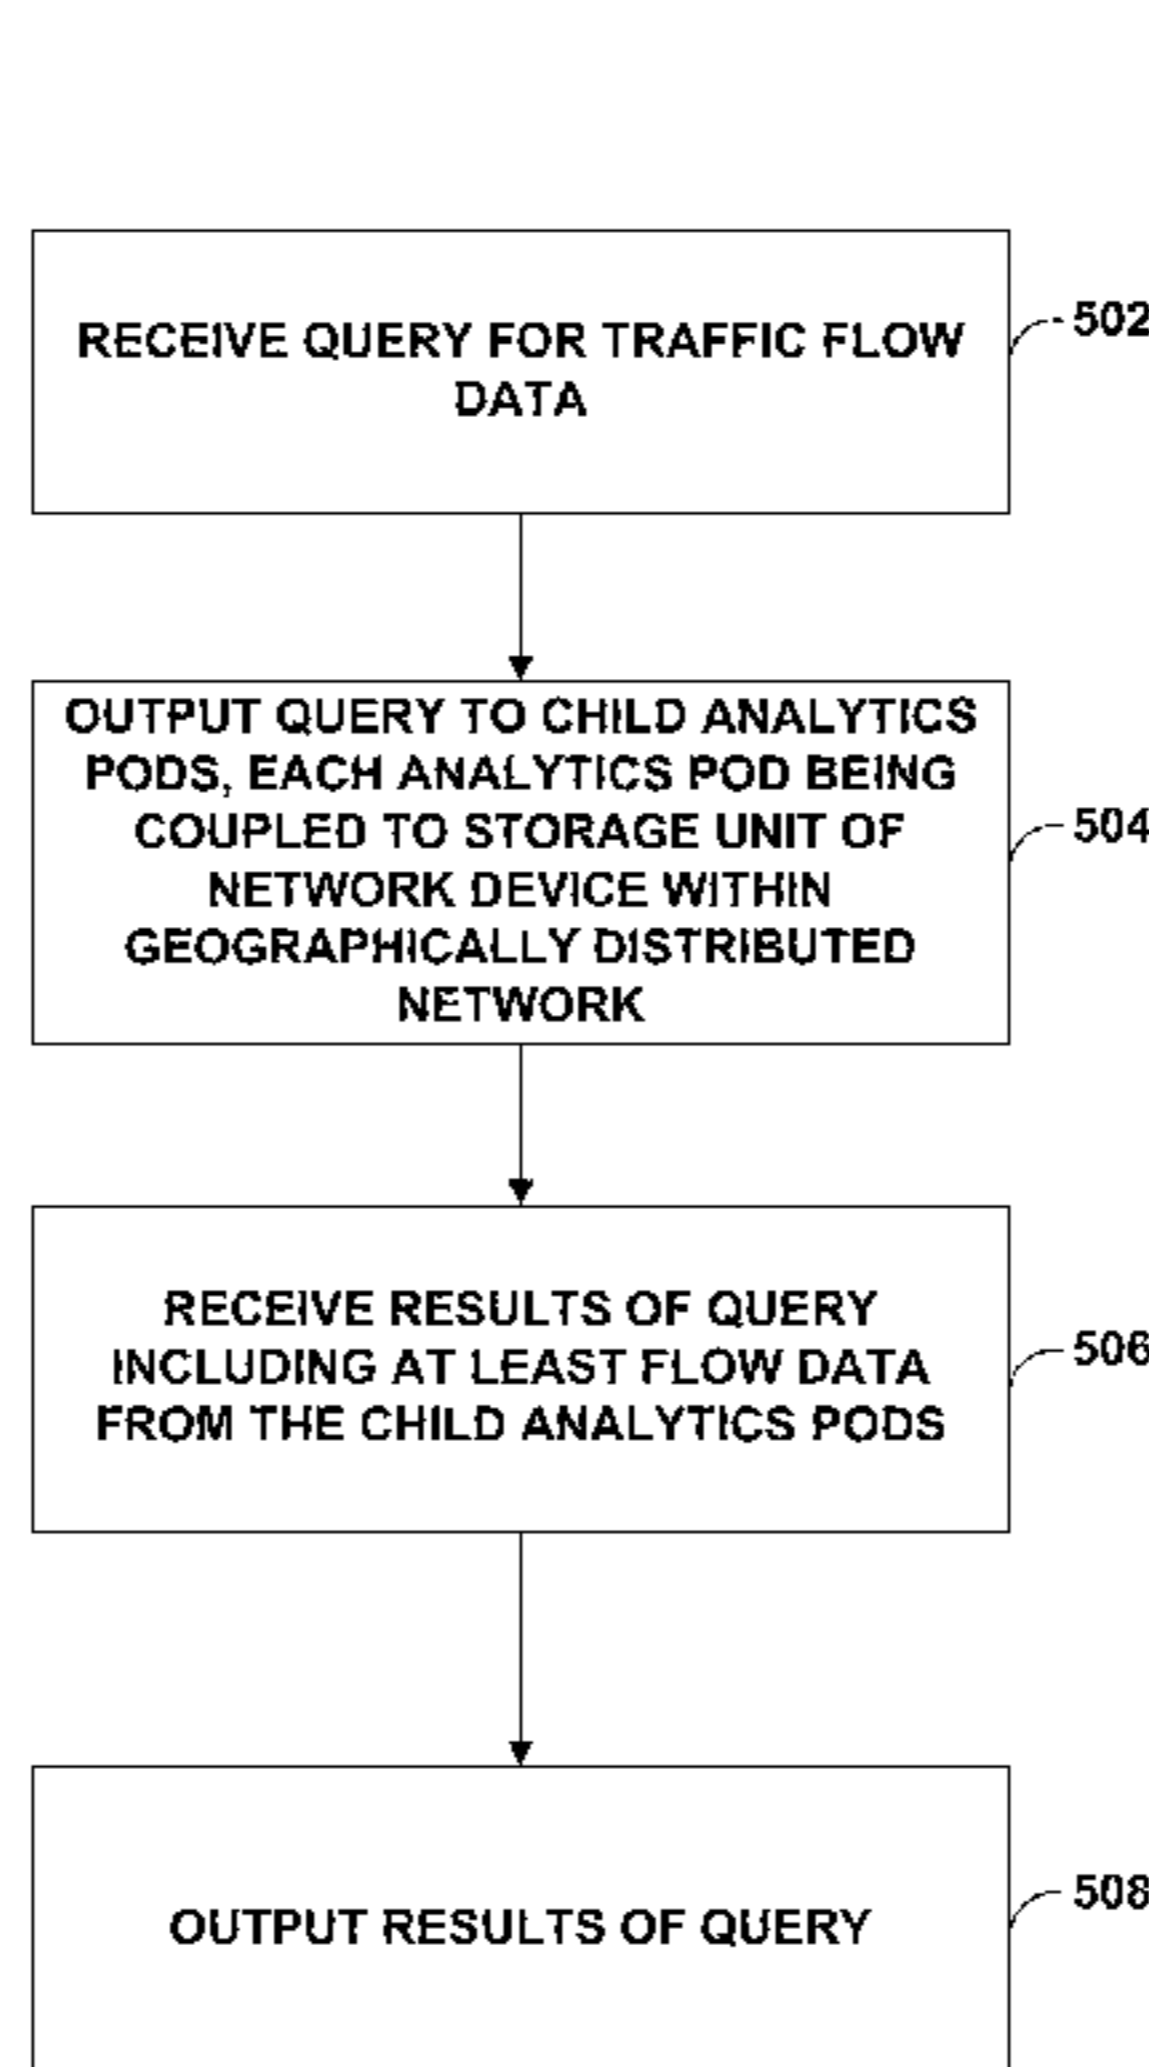 RECEIVE QUERY FOR TRAFFIC FLOW
DATA
502
OUTPUT QUERY TO CHILD ANALYTICS
PODS, EACH ANALYTICS POD BEING
COUPLED TO STORAGE UNIT OF
NETWORK DEVICE WITHIN
GEOGRAPHICALLY DISTRIBUTED
NETWORK
504
RECEIVE RESULTS OF QUERY
INCLUDING AT LEAST FLOW DATA
FROM THE CHILD ANALYTICS PODS
506
OUTPUT RESULTS OF QUERY
508